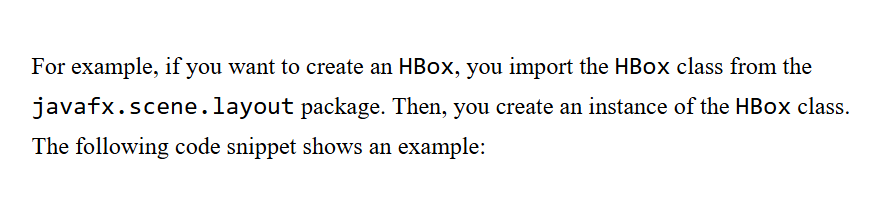 For example, if you want to create an HBox, you import the HBox class from the
javafx.scene.layout package. Then, you create an instance of the HBox class.
The following code snippet shows an example: